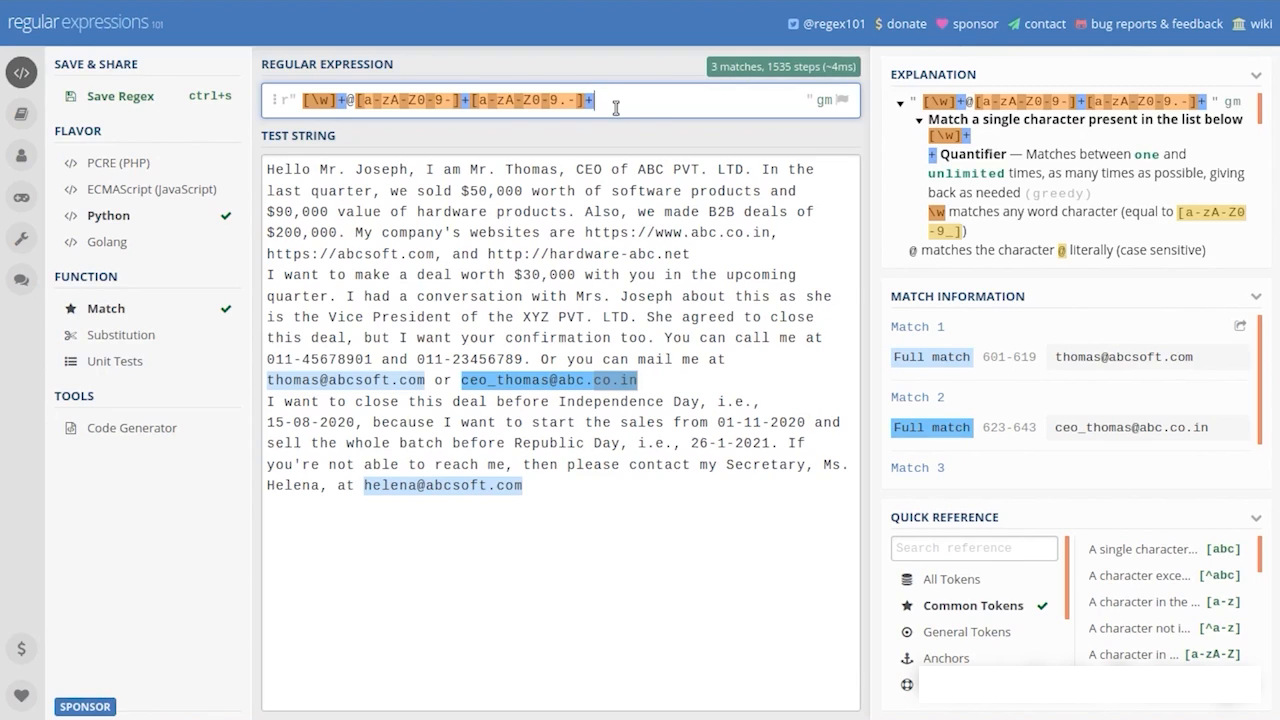 regular expressions 101
@regex101
$ donate
sponsor
contact
bug reports & feedback
wiki
SAVE & SHARE
Save Regex ctrl+s
FLAVOR
</> PCRE (PHP)
</> ECMAScript (JavaScript)
</> Python
</> Golang
FUNCTION
Match
Substitution
Unit Tests
TOOLS
Code Generator
SPONSOR
REGULAR EXPRESSION
3 matches, 1535 steps (~4ms)
r" [\w]+@[a-zA-Z0-9-]+[a-zA-Z0-9.-]+ " gm
TEST STRING
Hello Mr. Joseph, I am Mr. Thomas, CEO of ABC PVT. LTD. In the
last quarter, we sold $50,000 worth of software products and
$90,000 value of hardware products. Also, we made B2B deals of
$200,000. My company's websites are https://www.abc.co.in,
https://abcsoft.com, and http://hardware-abc.net
I want to make a deal worth $30,000 with you in the upcoming
quarter. I had a conversation with Mrs. Joseph about this as she
is the Vice President of the XYZ PVT. LTD. She agreed to close
this deal, but I want your confirmation too. You can call me at
011-45678901 and 011-23456789. Or you can mail me at
thomas@abcsoft.com or ceo_thomas@abc.co.in
I want to close this deal before Independence Day, i.e.,
15-08-2020, because I want to start the sales from 01-11-2020 and
sell the whole batch before Republic Day, i.e., 26-1-2021. If
you're not able to reach me, then please contact my Secretary, Ms.
Helena, at helena@abcsoft.com
EXPLANATION
" [\w]+@[a-zA-Z0-9-]+[a-zA-Z0-9.-]+ " gm
Match a single character present in the list below
[\w]+
+ Quantifier — Matches between one and
unlimited times, as many times as possible, giving
back as needed (greedy)
\w matches any word character (equal to [a-zA-Z0
-9_])
@ matches the character @ literally (case sensitive)
MATCH INFORMATION
Match 1
Full match 601-619 thomas@abcsoft.com
Match 2
Full match 623-643 ceo_thomas@abc.co.in
Match 3
QUICK REFERENCE
Search reference
All Tokens
Common Tokens
General Tokens
Anchors
A single character... [abc]
A character exce... [^abc]
A character in the ... [a-z]
A character not i... [^a-z]
A character in ... [a-zA-Z]